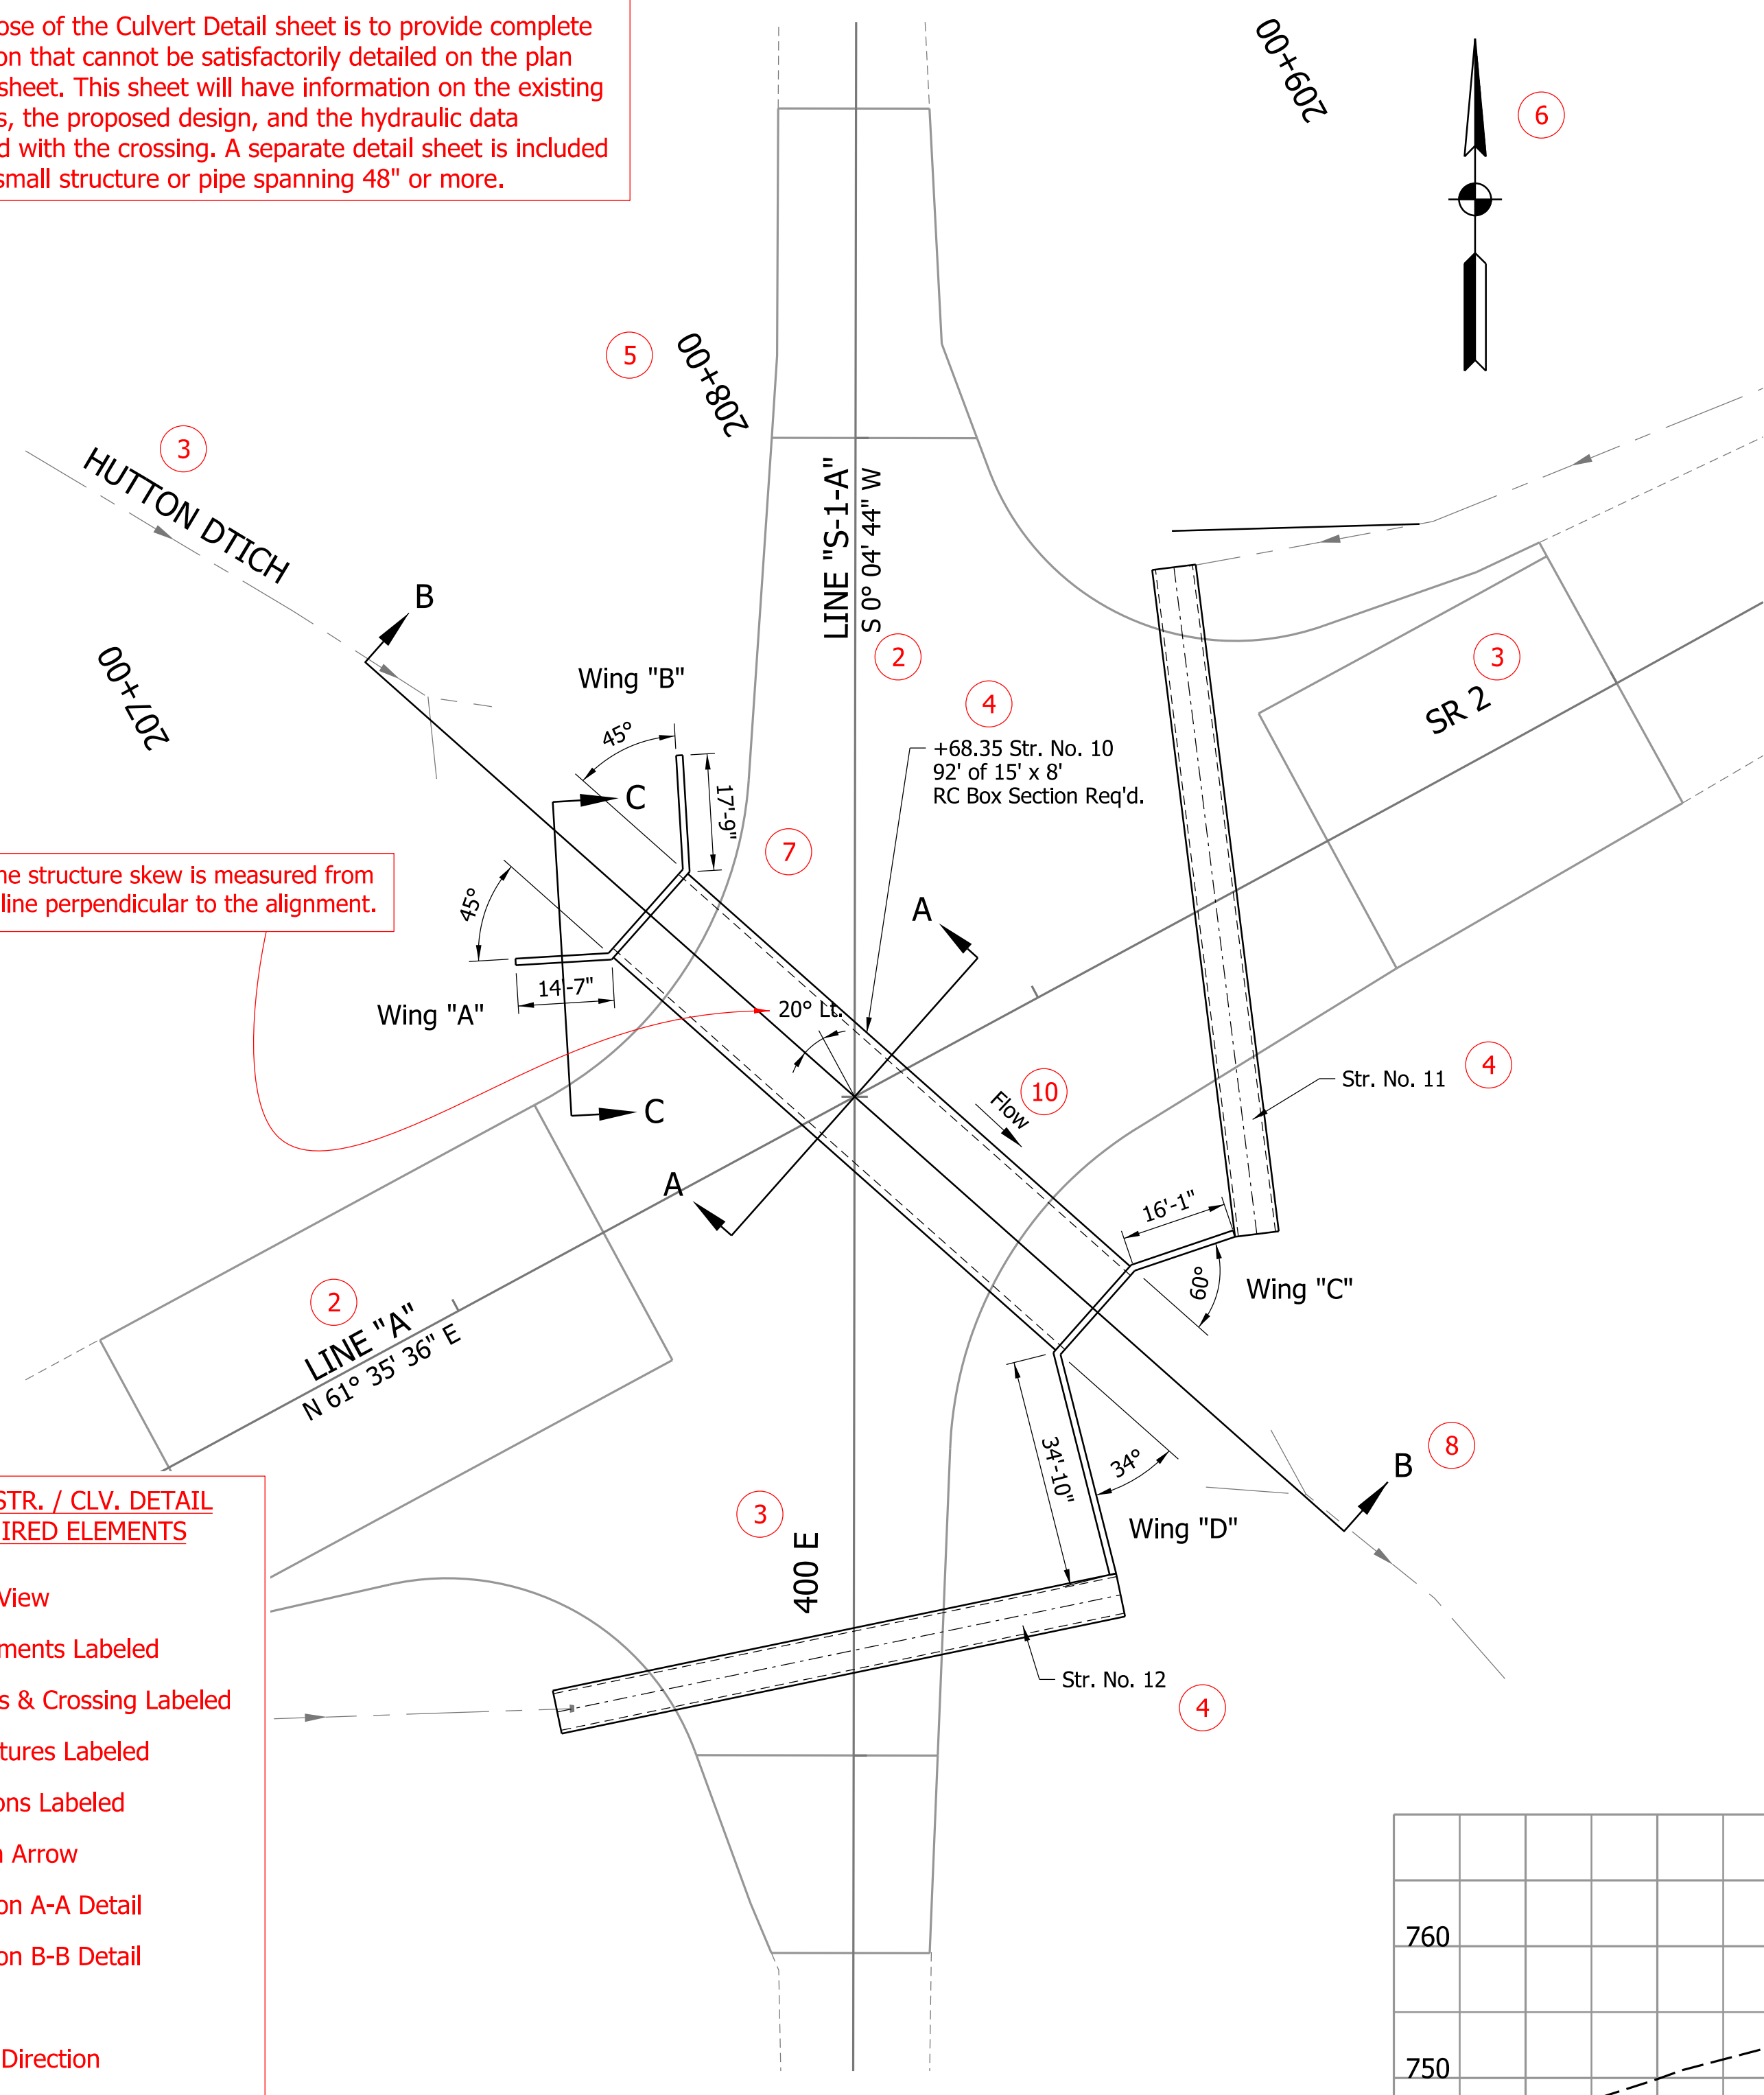 ose of the Culvert Detail sheet is to provide complete
on that cannot be satisfactorily detailed on the plan
sheet. This sheet will have information on the existing
s, the proposed design, and the hydraulic data
d with the crossing. A separate detail sheet is included
small structure or pipe spanning 48" or more.
209+00
6
5
208+00
3
HUTTON DTICH
LINE "S-1-A"
S 0° 04' 44" W
2
B
207+00
Wing "B"
45°
17'-9"
C
4
+68.35 Str. No. 10
92' of 15' x 8'
RC Box Section Req'd.
3
SR 2
7
ne structure skew is measured from
line perpendicular to the alignment.
45°
14'-7"
Wing "A"
A
20° Lt.
C
10
Flow
Str. No. 11
4
A
16'-1"
60°
Wing "C"
2
LINE "A"
N 61° 35' 36" E
34'-10"
34°
B
8
Wing "D"
3
400 E
Str. No. 12
4
STR. / CLV. DETAIL
IRED ELEMENTS
View
ments Labeled
s & Crossing Labeled
tures Labeled
ons Labeled
n Arrow
on A-A Detail
on B-B Detail
Direction
760
750